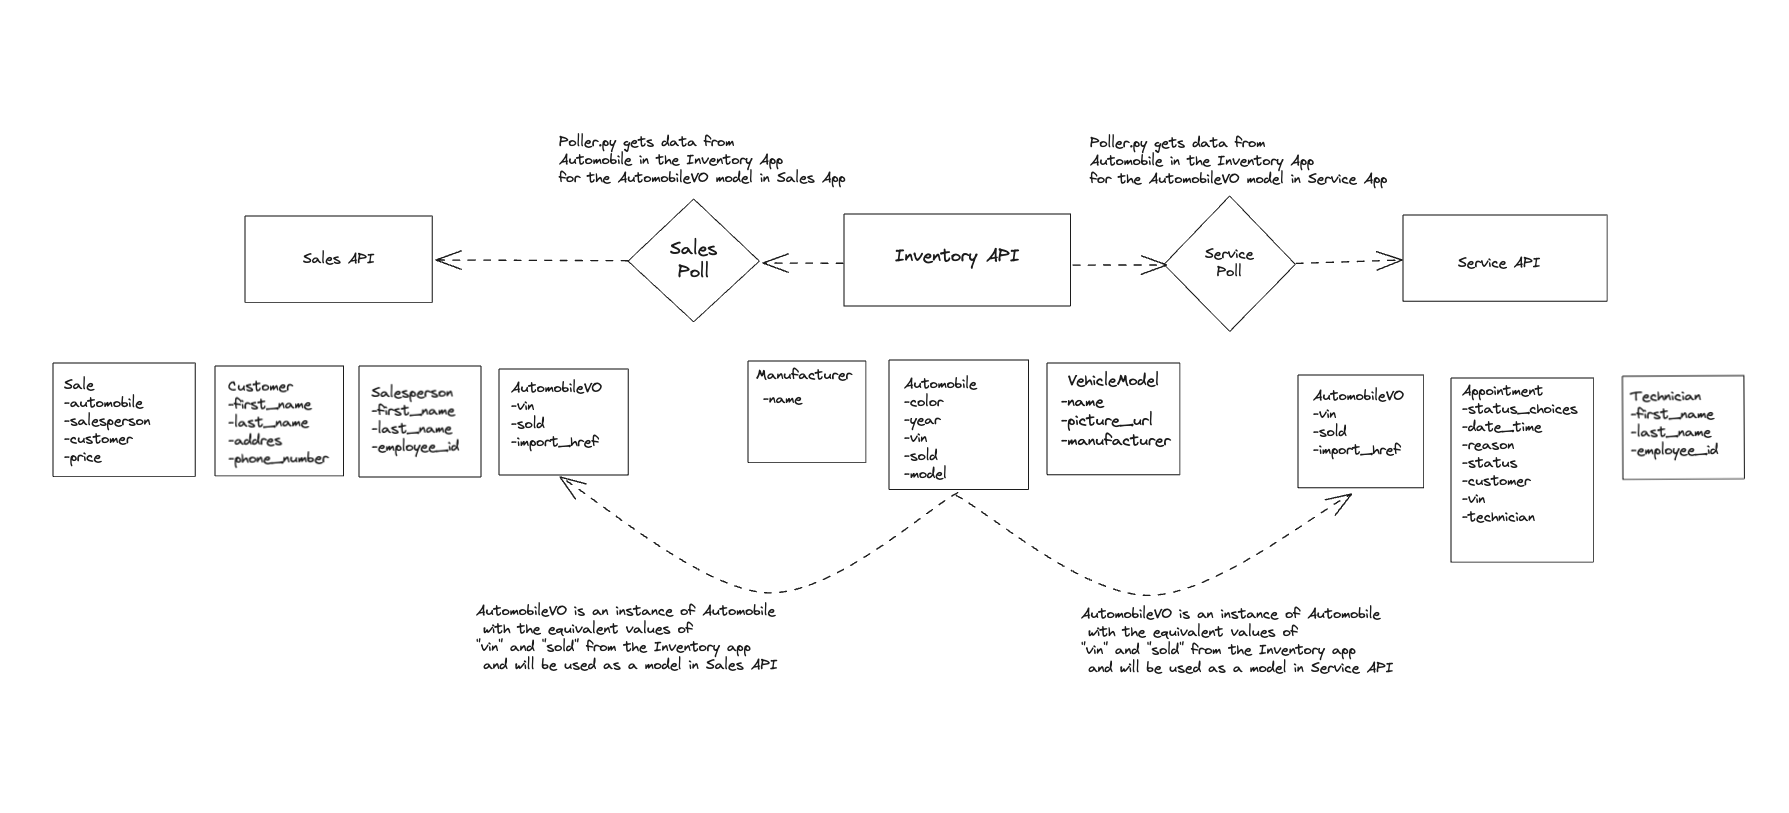 Poller.py gets data from
Automobile in the Inventory App
for the AutomobileVO model in Sales App
Poller.py gets data from
Automobile in the Inventory App
for the AutomobileVO model in Service App
Sales API
Sales
Poll
Inventory API
Service
Poll
Service API
Sale
-automobile
-salesperson
-customer
-price
Customer
-first_name
-last_name
-addres
-phone_number
Salesperson
-first_name
-last_name
-employee_id
AutomobileVO
-vin
-sold
-import_href
Manufacturer
-name
Automobile
-color
-year
-vin
-sold
-model
VehicleModel
-name
-picture_url
-manufacturer
AutomobileVO
-vin
-sold
-import_href
Appointment
-status_choices
-date_time
-reason
-status
-customer
-vin
-technician
Technician
-first_name
-last_name
-employee_id
AutomobileVO is an instance of Automobile
with the equivalent values of
"vin" and "sold" from the Inventory app
and will be used as a model in Sales API
AutomobileVO is an instance of Automobile
with the equivalent values of
"vin" and "sold" from the Inventory app
and will be used as a model in Service API